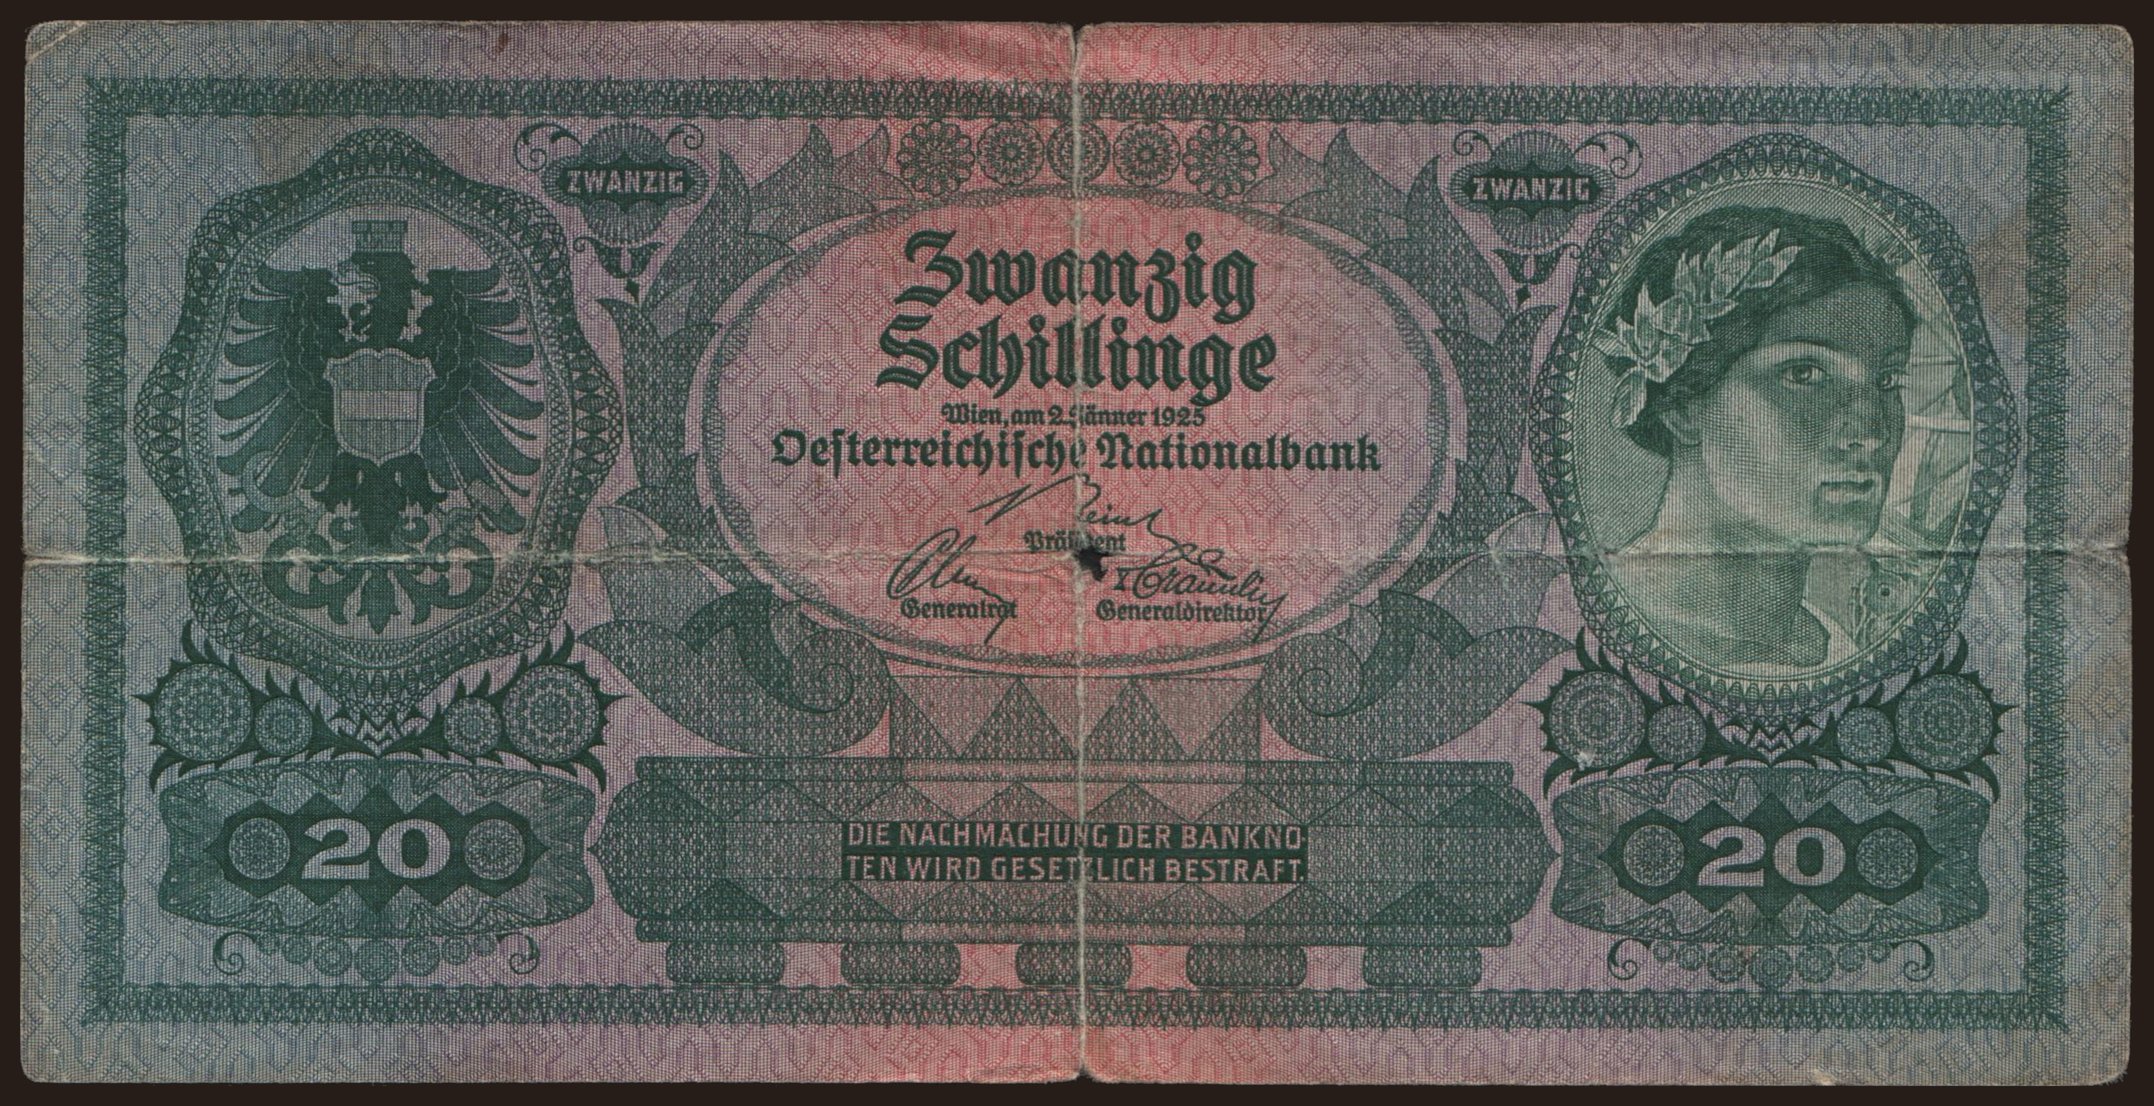 ZWANZIG
ZWANZIG
Zwanzig
Schillinge
Wien, am 2. Jänner 1925
Oesterreichische Nationalbank
Präsident
Generalrat
Generaldirektor
20
DIE NACHMACHUNG DER BANKNO-
TEN WIRD GESETZLICH BESTRAFT.
20